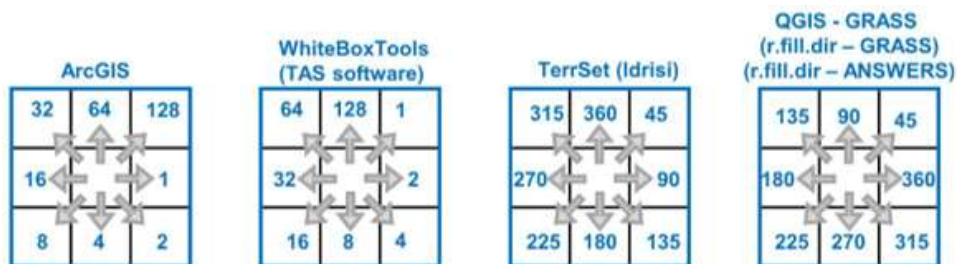 ArcGIS
32 64 128
16 1
8 4 2
WhiteBoxTools
(TAS software)
64 128 1
32 2
16 8 4
TerrSet (Idrisi)
315 360 45
270 90
225 180 135
QGIS - GRASS
(r.fill.dir – GRASS)
(r.fill.dir – ANSWERS)
135 90 45
180 360
225 270 315